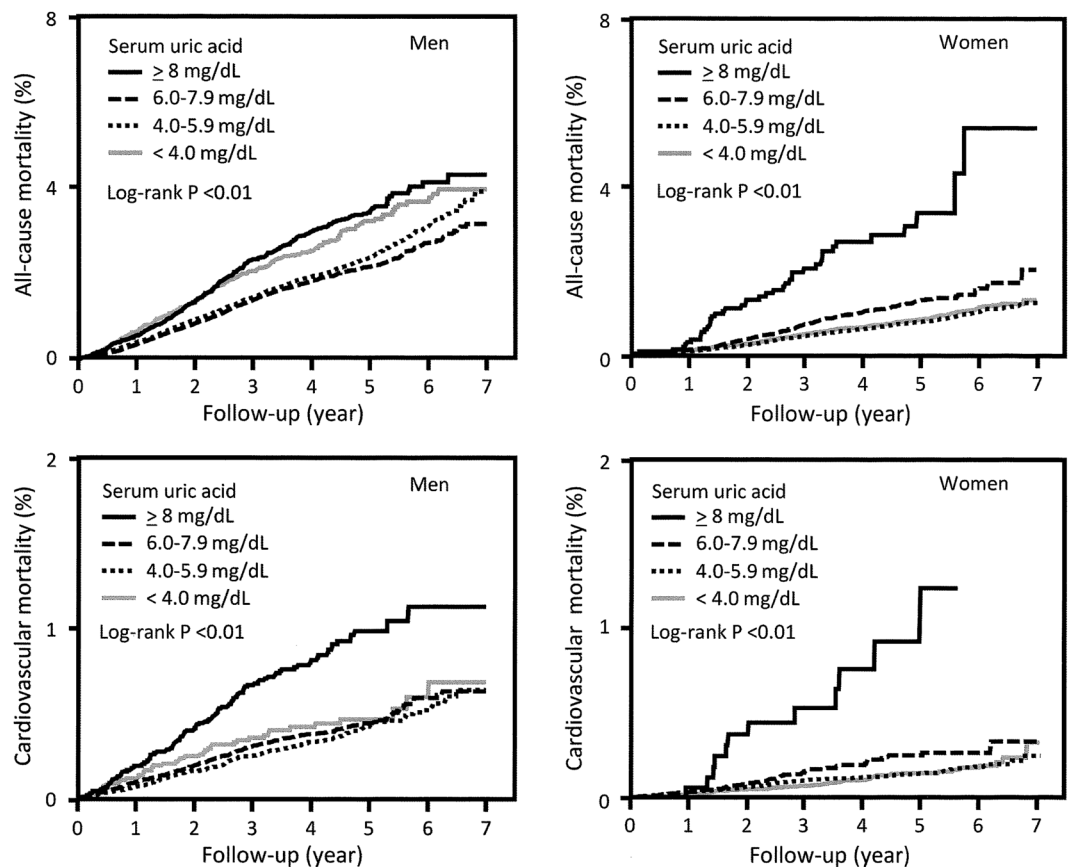 8
4
0
All-cause mortality (%)
Men
Serum uric acid
≥ 8 mg/dL
6.0-7.9 mg/dL
4.0-5.9 mg/dL
< 4.0 mg/dL
Log-rank P <0.01
0 1 2 3 4 5 6 7
Follow-up (year)
8
4
0
All-cause mortality (%)
Women
Serum uric acid
≥ 8 mg/dL
6.0-7.9 mg/dL
4.0-5.9 mg/dL
< 4.0 mg/dL
Log-rank P <0.01
0 1 2 3 4 5 6 7
Follow-up (year)
2
1
0
Cardiovascular mortality (%)
Men
Serum uric acid
≥ 8 mg/dL
6.0-7.9 mg/dL
4.0-5.9 mg/dL
< 4.0 mg/dL
Log-rank P <0.01
0 1 2 3 4 5 6 7
Follow-up (year)
2
1
0
Cardiovascular mortality (%)
Women
Serum uric acid
≥ 8 mg/dL
6.0-7.9 mg/dL
4.0-5.9 mg/dL
< 4.0 mg/dL
Log-rank P <0.01
0 1 2 3 4 5 6 7
Follow-up (year)